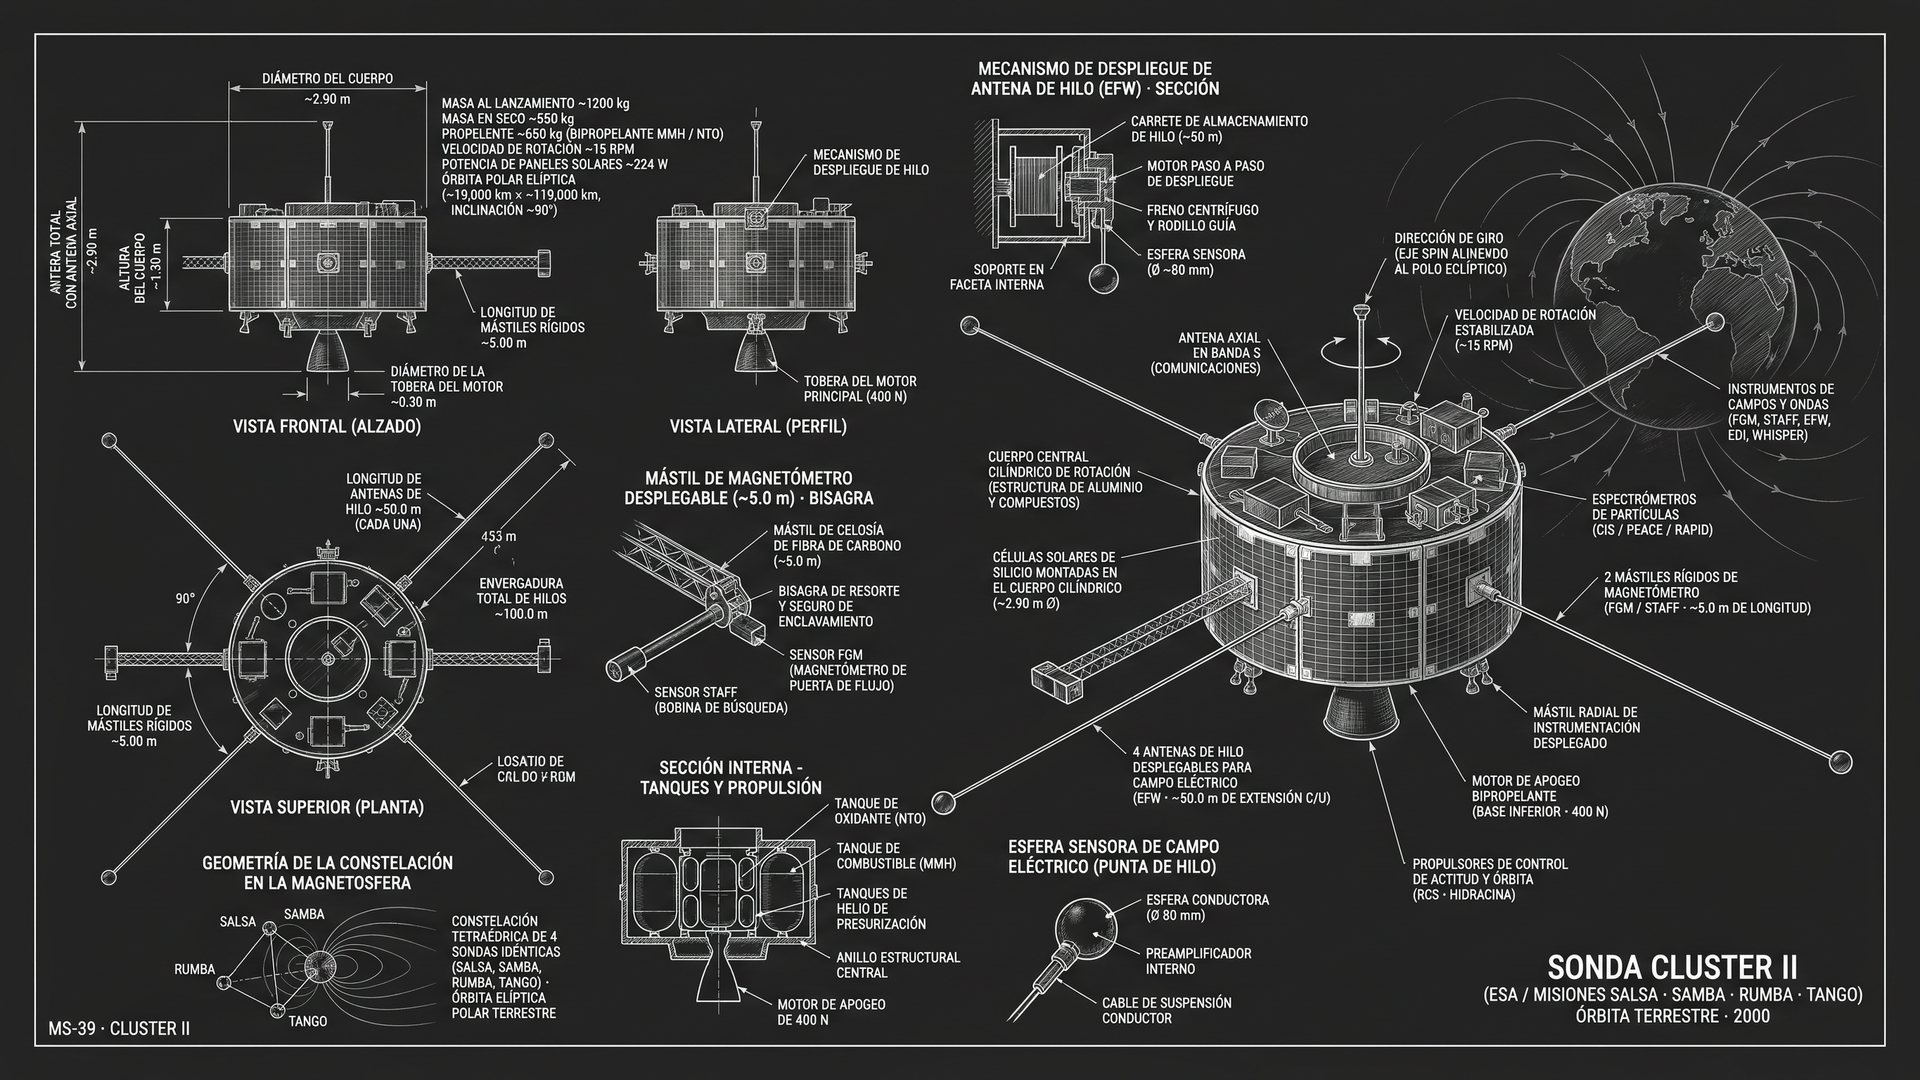 DIÁMETRO DEL CUERPO
~2.90 m
MASA AL LANZAMIENTO ~1200 kg
MASA EN SECO ~550 kg
PROPELENTE ~650 kg (BIPROPELANTE MMH / NTO)
VELOCIDAD DE ROTACIÓN ~15 RPM
POTENCIA DE PANELES SOLARES ~224 W
ÓRBITA POLAR ELÍPTICA
(~19,000 km × ~119,000 km,
INCLINACIÓN ~90°)
ANTERA TOTAL
CON ANTENA AXIAL
~2.90 m
ALTURA
DEL CUERPO
~1.30 m
LONGITUD DE
MÁSTILES RÍGIDOS
~5.00 m
DIÁMETRO DE LA
TOBERA DEL MOTOR
~0.30 m
VISTA FRONTAL (ALZADO)
MECANISMO DE
DESPLIEGUE DE HILO
TOBERA DEL MOTOR
PRINCIPAL (400 N)
VISTA LATERAL (PERFIL)
LONGITUD DE
ANTENAS DE
HILO ~50.0 m
(CADA UNA)
453 m
ENVERGADURA
TOTAL DE HILOS
~100.0 m
90°
LONGITUD DE
MÁSTILES RÍGIDOS
~5.00 m
LOSATIO DE
VISTA SUPERIOR (PLANTA)
MÁSTIL DE MAGNETÓMETRO
DESPLEGABLE (~5.0 m) · BISAGRA
MÁSTIL DE CELOSÍA
DE FIBRA DE CARBONO
(~5.0 m)
BISAGRA DE RESORTE
Y SEGURO DE
ENCLAVAMIENTO
SENSOR FGM
(MAGNETÓMETRO DE
PUERTA DE FLUJO)
SENSOR STAFF
(BOBINA DE BÚSQUEDA)
GEOMETRÍA DE LA CONSTELACIÓN
EN LA MAGNETOSFERA
SALSA
SAMBA
RUMBA
TANGO
CONSTELACIÓN
TETRAÉDRICA DE 4
SONDAS IDÉNTICAS
(SALSA, SAMBA,
RUMBA, TANGO) ·
ÓRBITA ELÍPTICA
POLAR TERRESTRE
MS-39 · CLUSTER II
SECCIÓN INTERNA -
TANQUES Y PROPULSIÓN
TANQUE DE
OXIDANTE (NTO)
TANQUE DE
COMBUSTIBLE (MMH)
TANQUES DE
HELIO DE
PRESURIZACIÓN
ANILLO ESTRUCTURAL
CENTRAL
MOTOR DE APOGEO
DE 400 N
MECANISMO DE DESPLIEGUE DE
ANTENA DE HILO (EFW) · SECCIÓN
CARRETE DE ALMACENAMIENTO
DE HILO (~50 m)
MOTOR PASO A PASO
DE DESPLIEGUE
FRENO CENTRÍFUGO
Y RODILLO GUÍA
ESFERA SENSORA
(Ø ~80 mm)
SOPORTE EN
FACETA INTERNA
DIRECCIÓN DE GIRO
(EJE SPIN ALINEVDO
AL POLO ECLÍPTICO)
VELOCIDAD DE ROTACIÓN
ESTABILIZADA
(~15 RPM)
ANTENA AXIAL
EN BANDA S
(COMUNICACIONES)
INSTRUMENTOS DE
CAMPOS Y ONDAS
(FGM, STAFF, EFW,
EDI, WHISPER)
CUERPO CENTRAL
CILÍNDRICO DE ROTACIÓN
(ESTRUCTURA DE ALUMINIO
Y COMPUESTOS)
ESPECTRÓMETROS
DE PARTÍCULAS
(CIS / PEACE / RAPID)
CÉLULAS SOLARES DE
SILICIO MONTADAS EN
EL CUERPO CILÍNDRICO
(~2.90 m Ø)
2 MÁSTILES RÍGIDOS DE
MAGNETÓMETRO
(FGM / STAFF · ~5.0 m DE LONGITUD)
MÁSTIL RADIAL DE
INSTRUMENTACIÓN
DESPLEGADO
4 ANTENAS DE HILO
DESPLEGABLES PARA
CAMPO ELÉCTRICO
(EFW · ~50.0 m DE EXTENSIÓN C/U)
MOTOR DE APOGEO
BIPROPELANTE
(BASE INFERIOR · 400 N)
PROPULSORES DE CONTROL
DE ACTITUD Y ÓRBITA
(RCS · HIDRACINA)
ESFERA SENSORA DE CAMPO
ELÉCTRICO (PUNTA DE HILO)
ESFERA CONDUCTORA
(Ø 80 mm)
PREAMPLIFICADOR
INTERNO
CABLE DE SUSPENSIÓN
CONDUCTOR
SONDA CLUSTER II
(ESA / MISIONES SALSA · SAMBA · RUMBA · TANGO)
ÓRBITA TERRESTRE · 2000